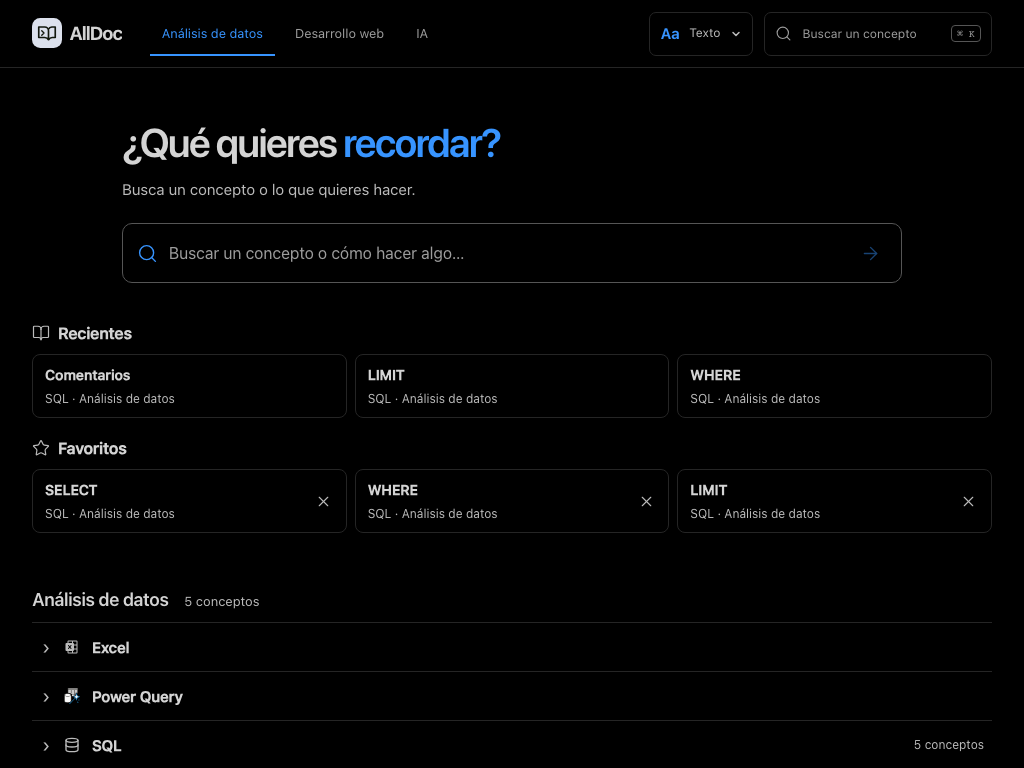 AllDoc
Análisis de datos
Desarrollo web
IA
Aa Texto
Buscar un concepto
⌘ K
¿Qué quieres recordar?
Busca un concepto o lo que quieres hacer.
Buscar un concepto o cómo hacer algo...
Recientes
Comentarios
SQL · Análisis de datos
LIMIT
SQL · Análisis de datos
WHERE
SQL · Análisis de datos
Favoritos
SELECT
SQL · Análisis de datos
WHERE
SQL · Análisis de datos
LIMIT
SQL · Análisis de datos
Análisis de datos 5 conceptos
Excel
Power Query
SQL
5 conceptos